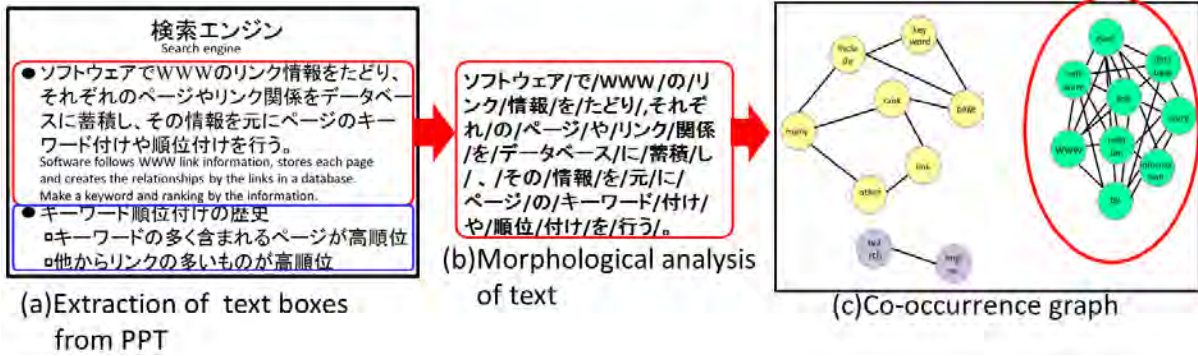 検索エンジン
Search engine
●ソフトウェアでWWWのリンク情報をたどり、
それぞれのページやリンク関係をデータベー
スに蓄積し、その情報を元にページのキー
ワード付けや順位付けを行う。
Software follows WWW link information, stores each page
and creates the relationships by the links in a database.
Make a keyword and ranking by the information.
●キーワード順位付けの歴史
▫キーワードの多く含まれるページが高順位
▫他からリンクの多いものが高順位
(a)Extraction of text boxes
from PPT
ソフトウェア/で/WWW/の/リ
ンク/情報/を/たどり/,それぞ
れ/の/ページ/や/リンク/関係
/を/データベース/に/蓄積/し
/、/その/情報/を/元/に/
ページ/の/キーワード/付け/
や/順位/付け/を/行う/。
(b)Morphological analysis
of text
key
word
page
rank
many
link
other
WWW
(c)Co-occurrence graph